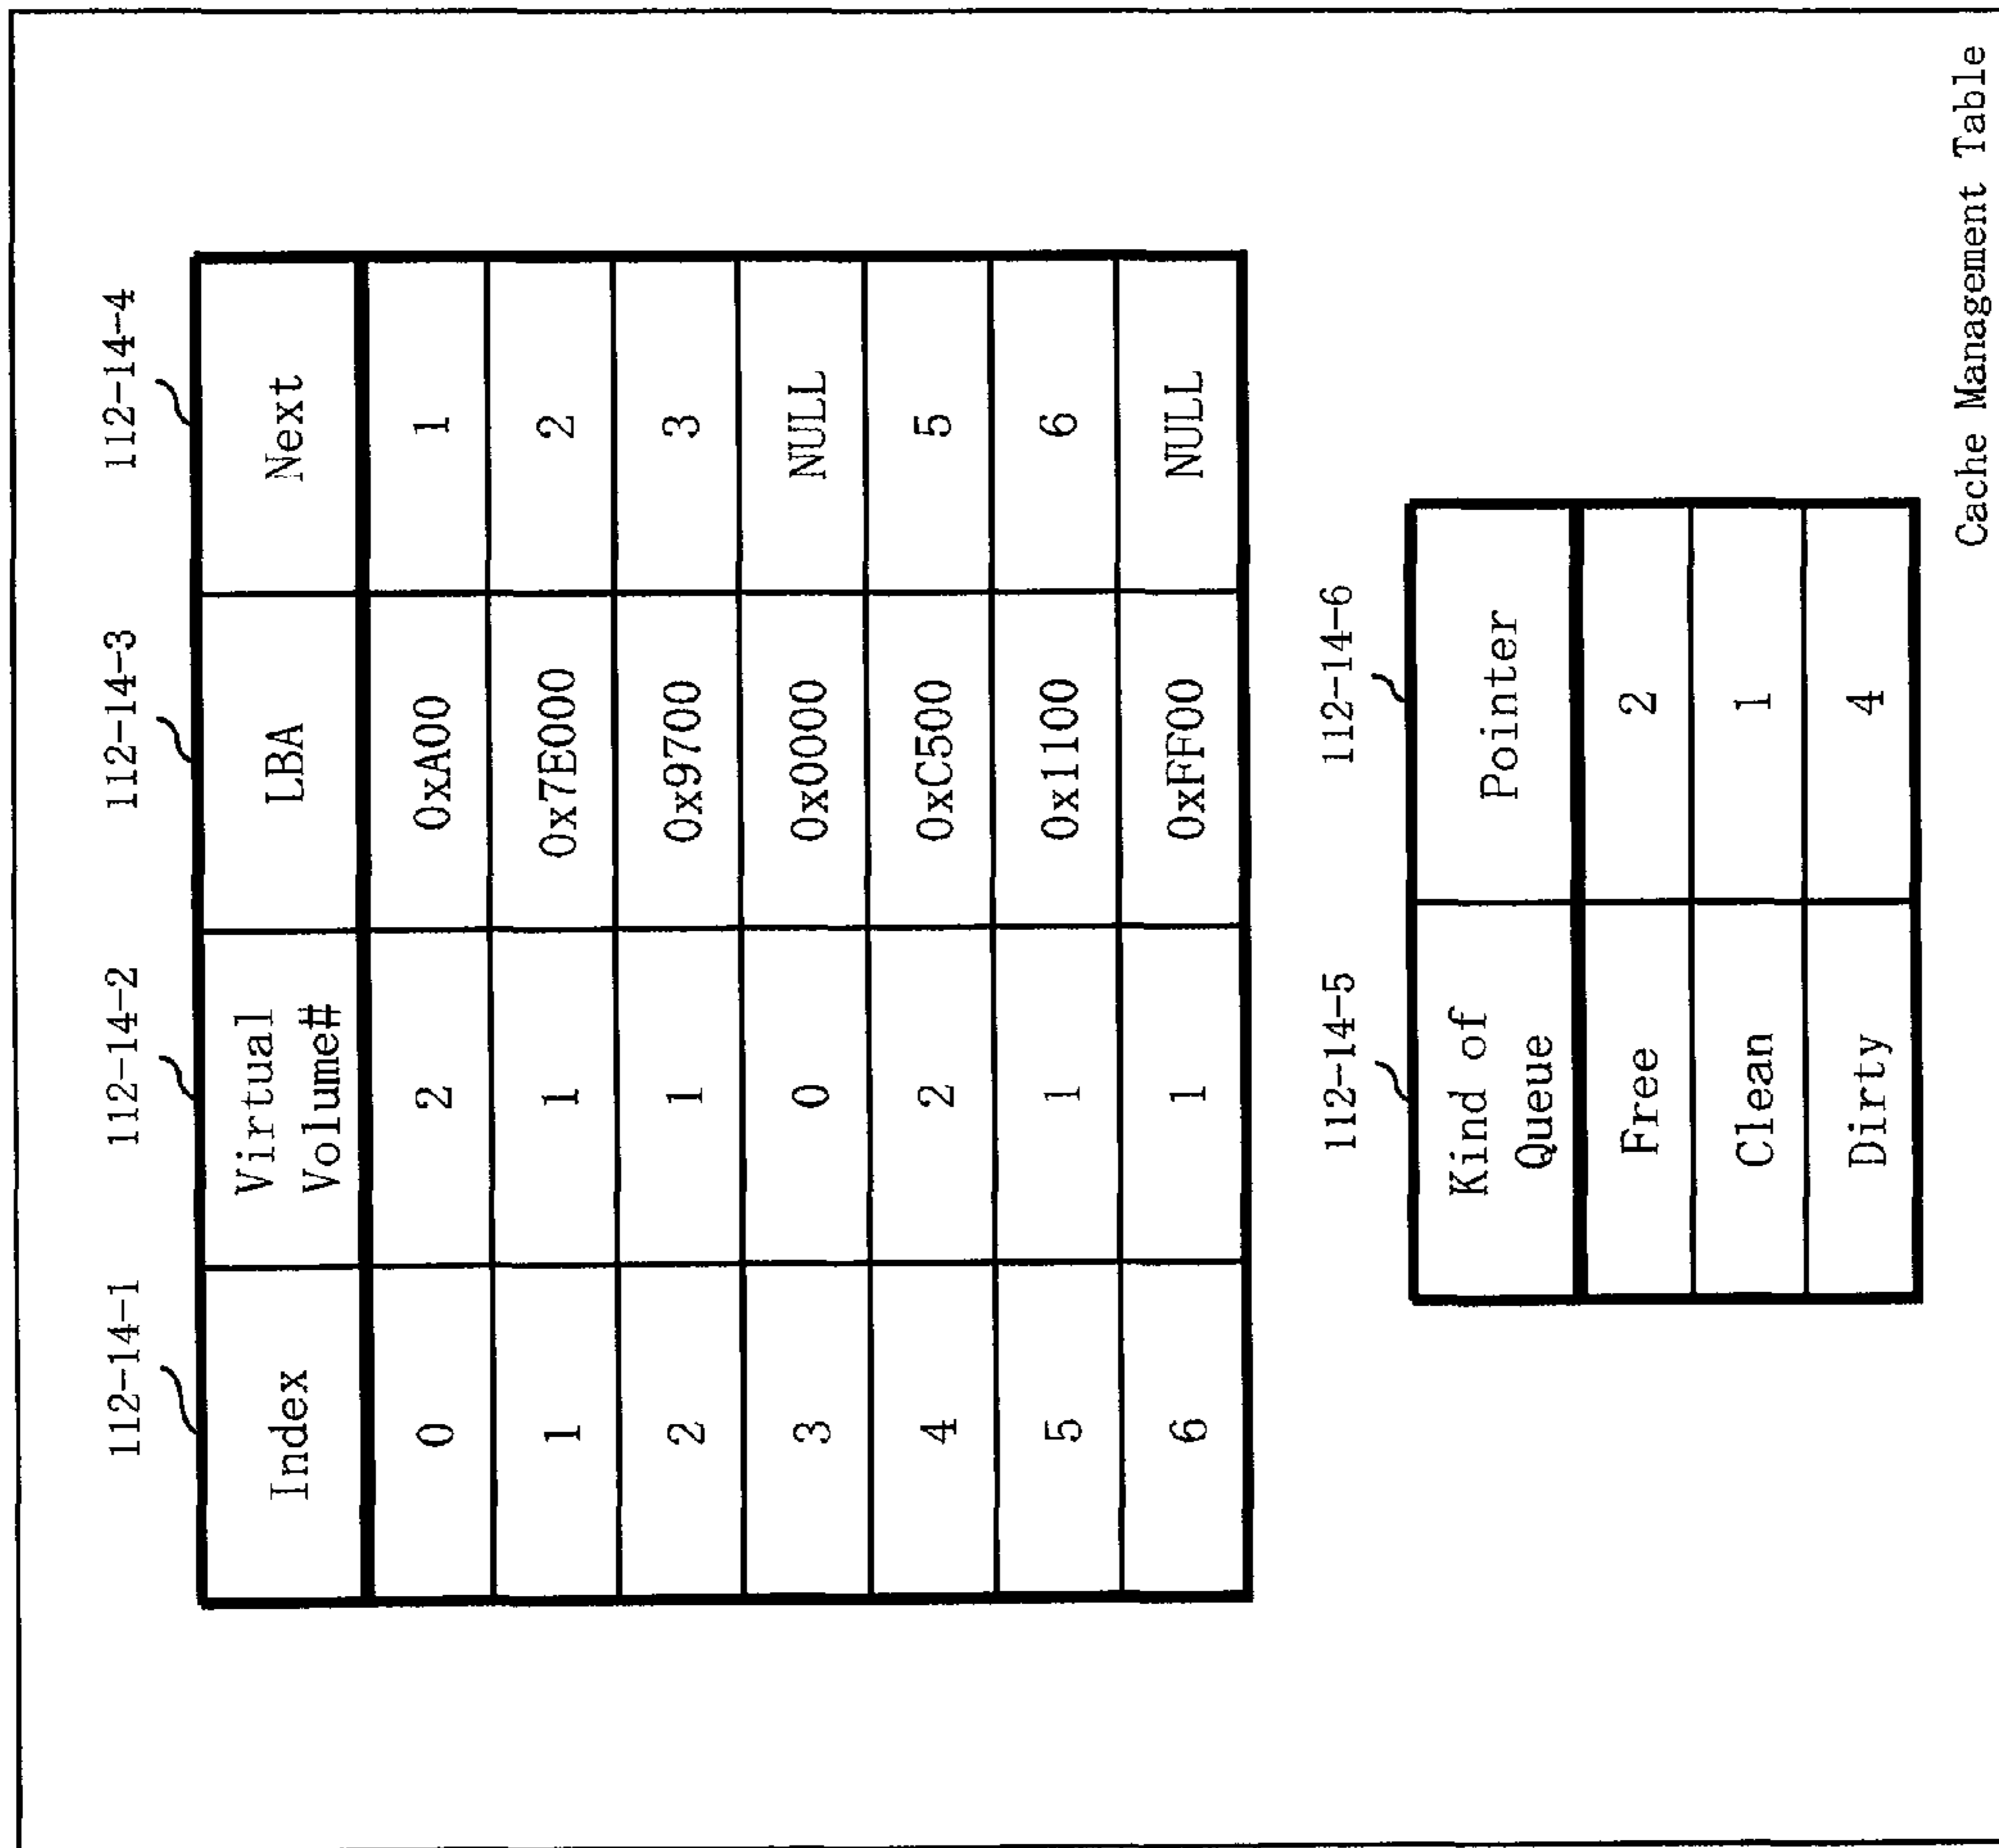 112-14-1 112-14-2 112-14-3 112-14-4
Index Virtual Volume# LBA Next
0 2 0xA00 1
1 1 0x7E000 2
2 1 0x9700 3
3 0 0x0000 NULL
4 2 0xC500 5
5 1 0x1100 6
6 1 0xFF00 NULL
112-14-5 112-14-6
Kind of Queue Pointer
Free 2
Clean 1
Dirty 4
Cache Management Table